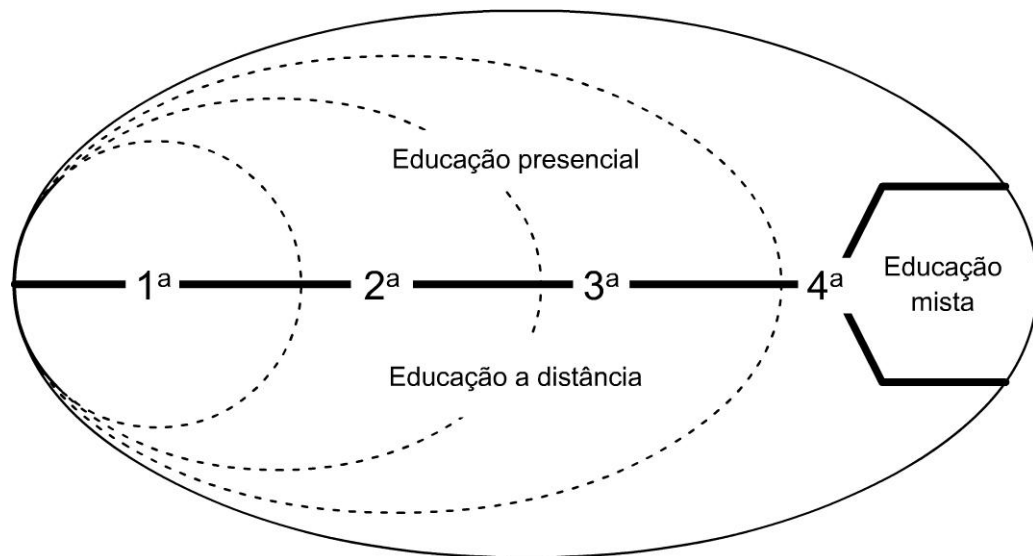 Educação presencial
1ª 2ª 3ª 4ª
Educação
mista
Educação a distância